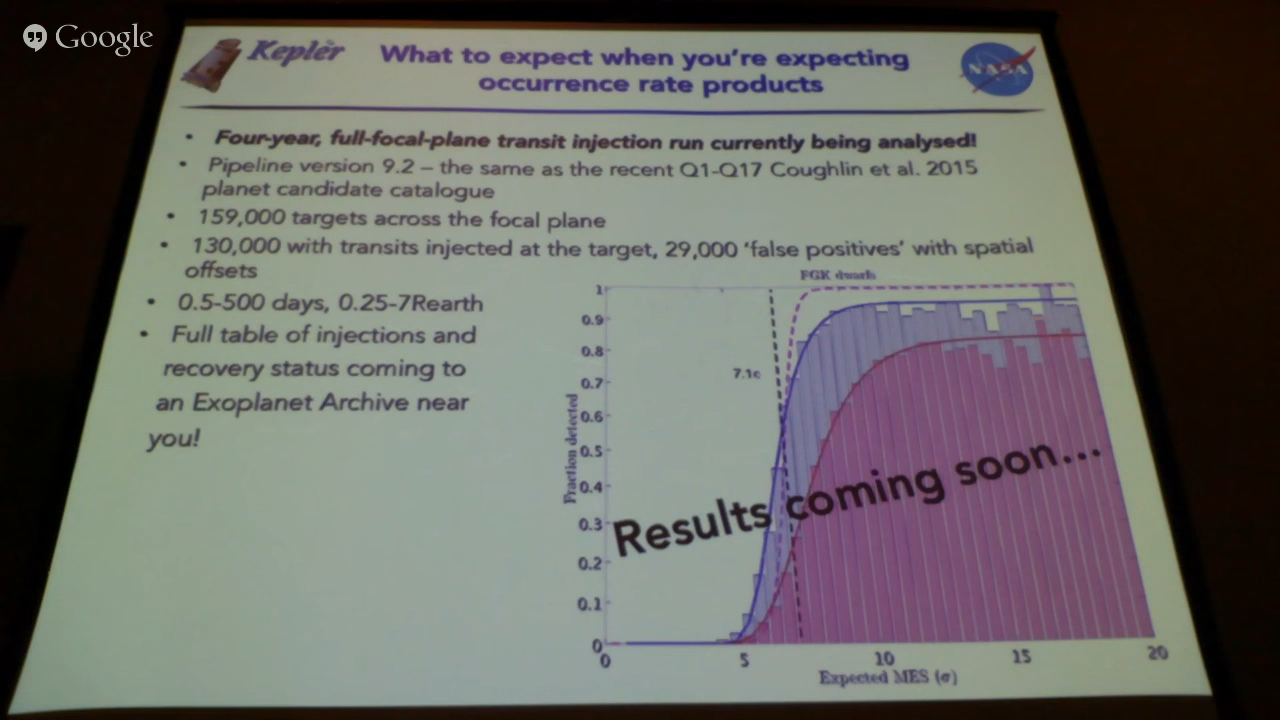 Google
Kepler
What to expect when you're expecting
occurrence rate products
NASA
• Four-year, full-focal-plane transit injection run currently being analysed!
• Pipeline version 9.2 – the same as the recent Q1-Q17 Coughlin et al. 2015
planet candidate catalogue
• 159,000 targets across the focal plane
• 130,000 with transits injected at the target, 29,000 'false positives' with spatial
offsets
• 0.5-500 days, 0.25-7Rearth
• Full table of injections and
recovery status coming to
an Exoplanet Archive near
you!
FGK dwarfs
1
0.9
0.8
0.7
0.6
0.5
0.4
0.3
0.2
0.1
0
Fraction detected
7.1σ
Results coming soon...
0 5 10 15 20
Expected MES (σ)